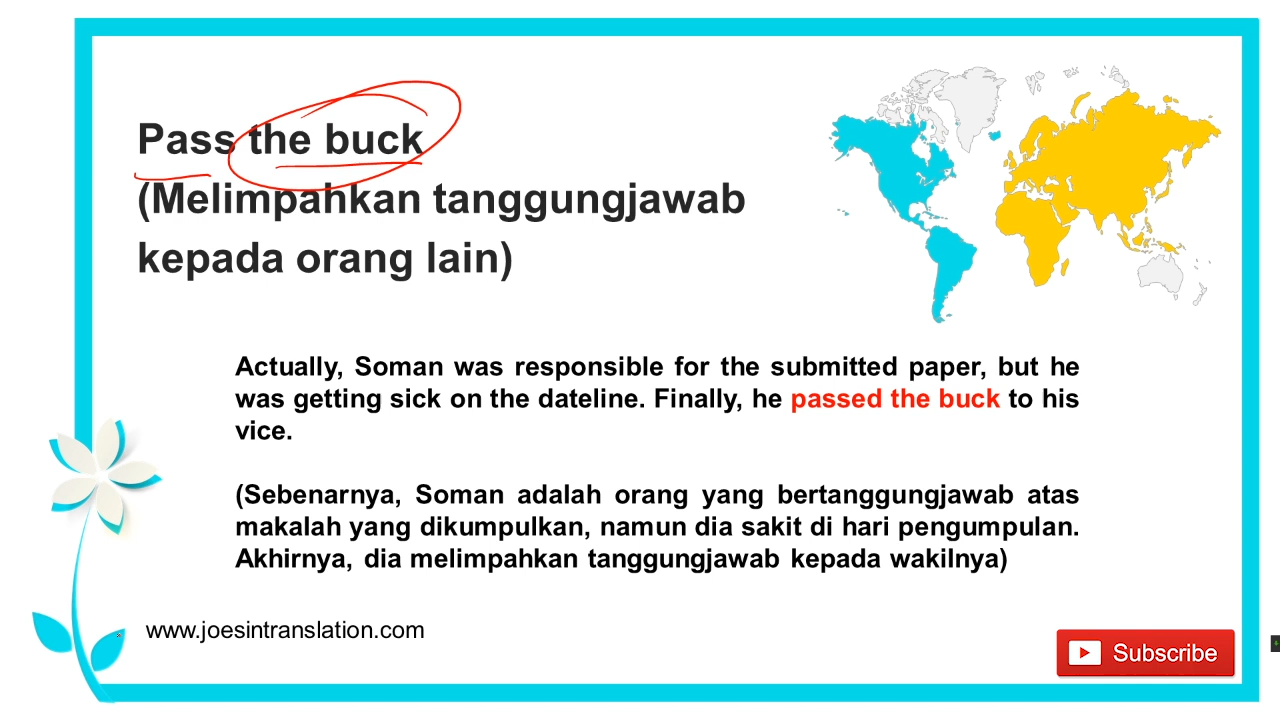 Pass the buck
(Melimpahkan tanggungjawab
kepada orang lain)
Actually, Soman was responsible for the submitted paper, but he
was getting sick on the dateline. Finally, he passed the buck to his
vice.
(Sebenarnya, Soman adalah orang yang bertanggungjawab atas
makalah yang dikumpulkan, namun dia sakit di hari pengumpulan.
Akhirnya, dia melimpahkan tanggungjawab kepada wakilnya)
www.joesintranslation.com
Subscribe